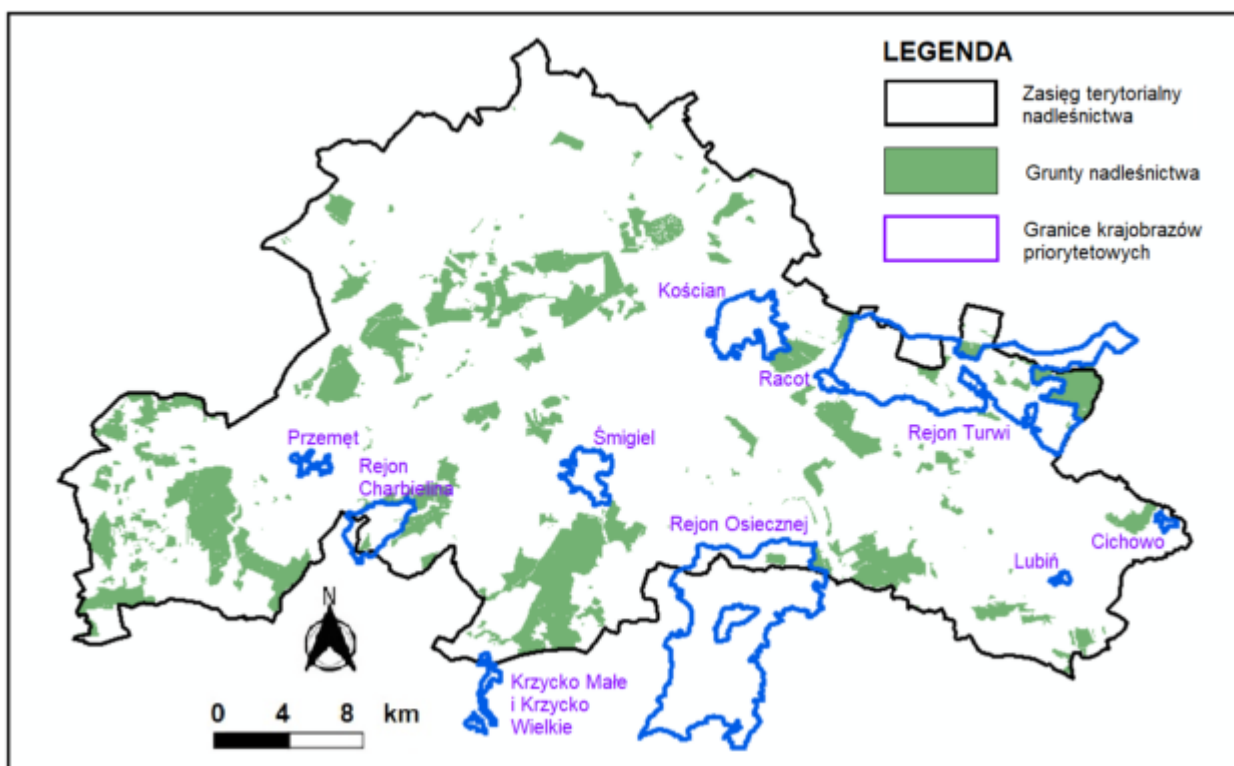 LEGENDA
Zasięg terytorialny
nadleśnictwa
Grunty nadleśnictwa
Granice krajobrazów
priorytetowych
Kościan
Racot
Rejon Turwi
Przemęt
Rejon
Charbielina
Śmigiel
Rejon Osiecznej
Cichowo
Lubiń
N
Krzycko Małe
i Krzycko
Wielkie
0 4 8 km